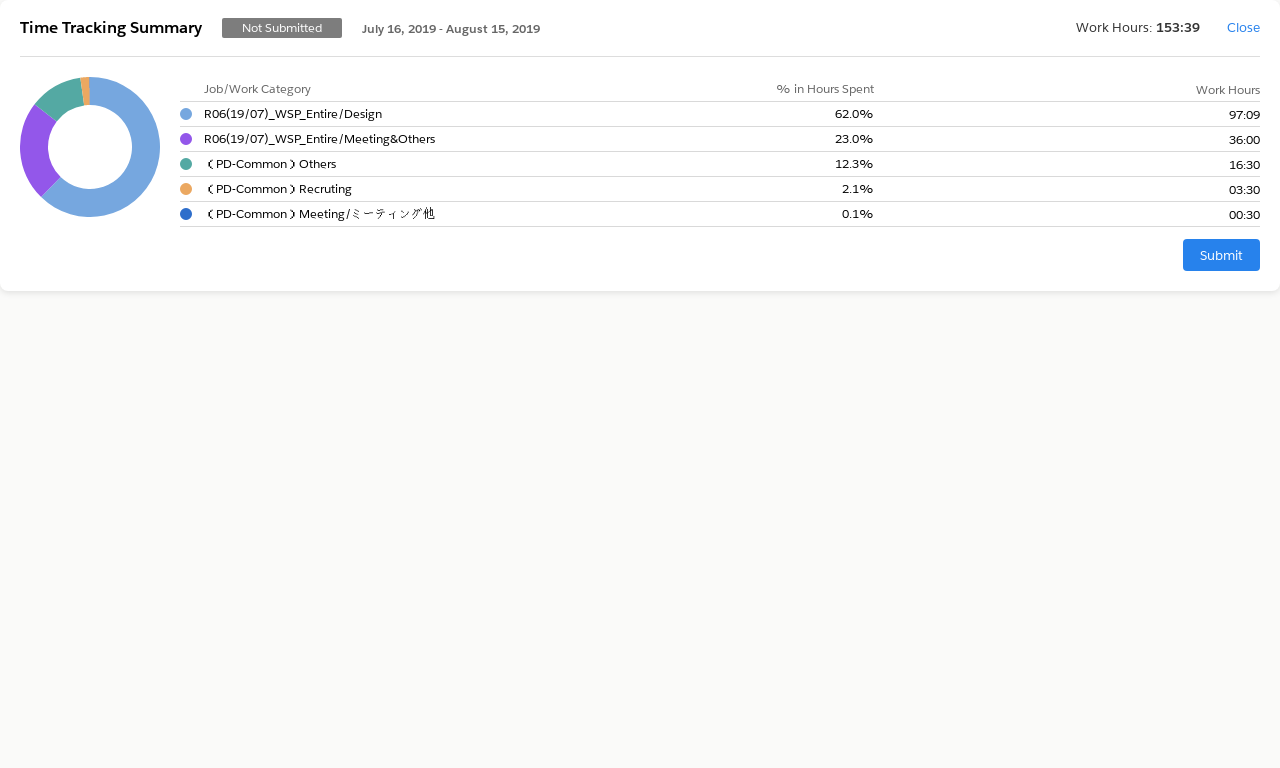 Time Tracking Summary Not Submitted July 16, 2019 - August 15, 2019 Work Hours: 153:39 Close
Job/Work Category % in Hours Spent Work Hours
R06(19/07)_WSP_Entire/Design 62.0% 97:09
R06(19/07)_WSP_Entire/Meeting&Others 23.0% 36:00
（PD-Common）Others 12.3% 16:30
（PD-Common）Recruting 2.1% 03:30
（PD-Common）Meeting/ミーティング他 0.1% 00:30
Submit